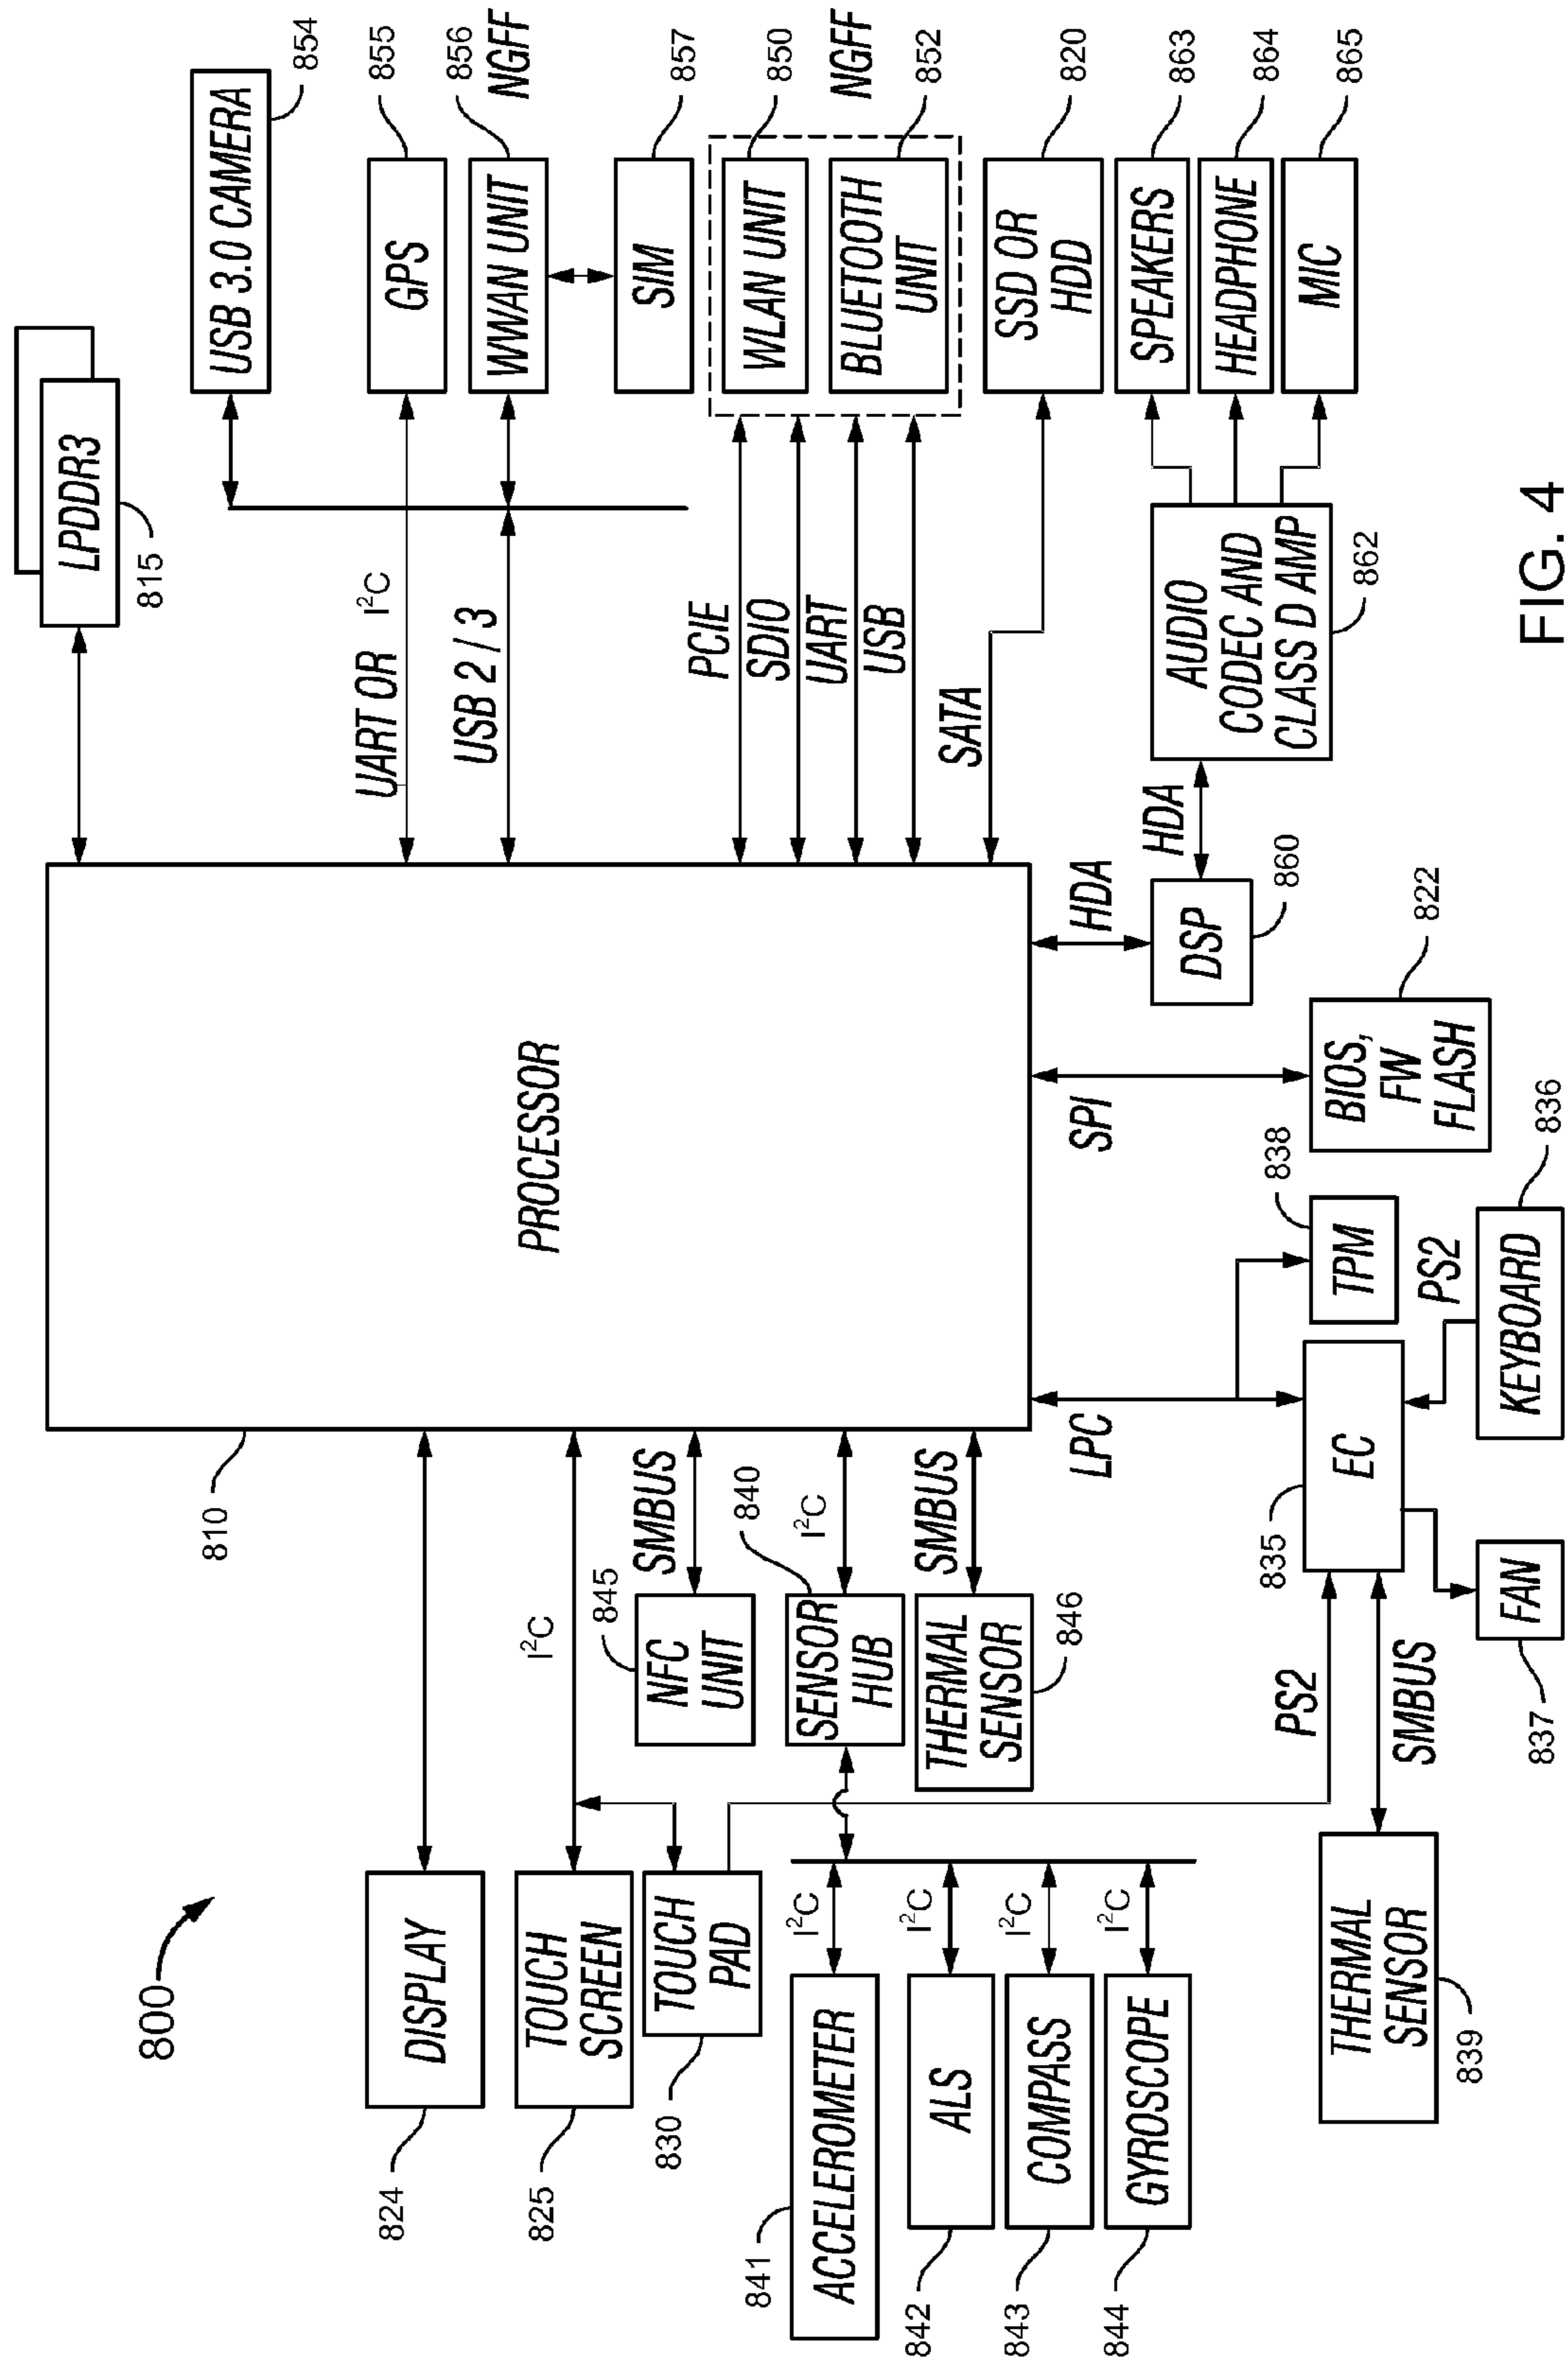 800
810
LPDDR3
815
USB 3.0 CAMERA
854
DISPLAY
824
PROCESSOR
UART OR I²C
GPS
855
USB 2 / 3
WWAN UNIT
856
NGFF
I²C
TOUCH
SCREEN
825
SIM
857
TOUCH
PAD
830
SMBUS
845
NFC
UNIT
PCIE
SDIO
UART
USB
WLAN UNIT
850
NGFF
BLUETOOTH
UNIT
852
I²C
840
SENSOR
HUB
SMBUS
THERMAL
SENSOR
846
SATA
SSD OR
HDD
820
I²C
ACCELEROMETER
841
I²C
ALS
842
I²C
COMPASS
843
I²C
GYROSCOPE
844
LPC
SPI
HDA
DSP
860
HDA
AUDIO
CODEC AND
CLASS D AMP
862
SPEAKERS
863
HEADPHONE
864
MIC
865
PS2
835
EC
TPM
838
BIOS,
FW
FLASH
822
SMBUS
THERMAL
SENSOR
839
FAN
837
PS2
KEYBOARD
836
FIG. 4